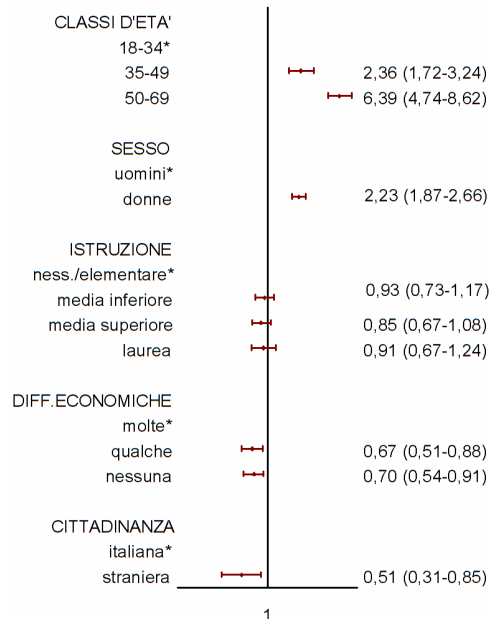 CLASSI D'ETA'
18-34*
35-49 2,36 (1,72-3,24)
50-69 6,39 (4,74-8,62)
SESSO
uomini*
donne 2,23 (1,87-2,66)
ISTRUZIONE
ness./elementare*
media inferiore 0,93 (0,73-1,17)
media superiore 0,85 (0,67-1,08)
laurea 0,91 (0,67-1,24)
DIFF.ECONOMICHE
molte*
qualche 0,67 (0,51-0,88)
nessuna 0,70 (0,54-0,91)
CITTADINANZA
italiana*
straniera 0,51 (0,31-0,85)
1